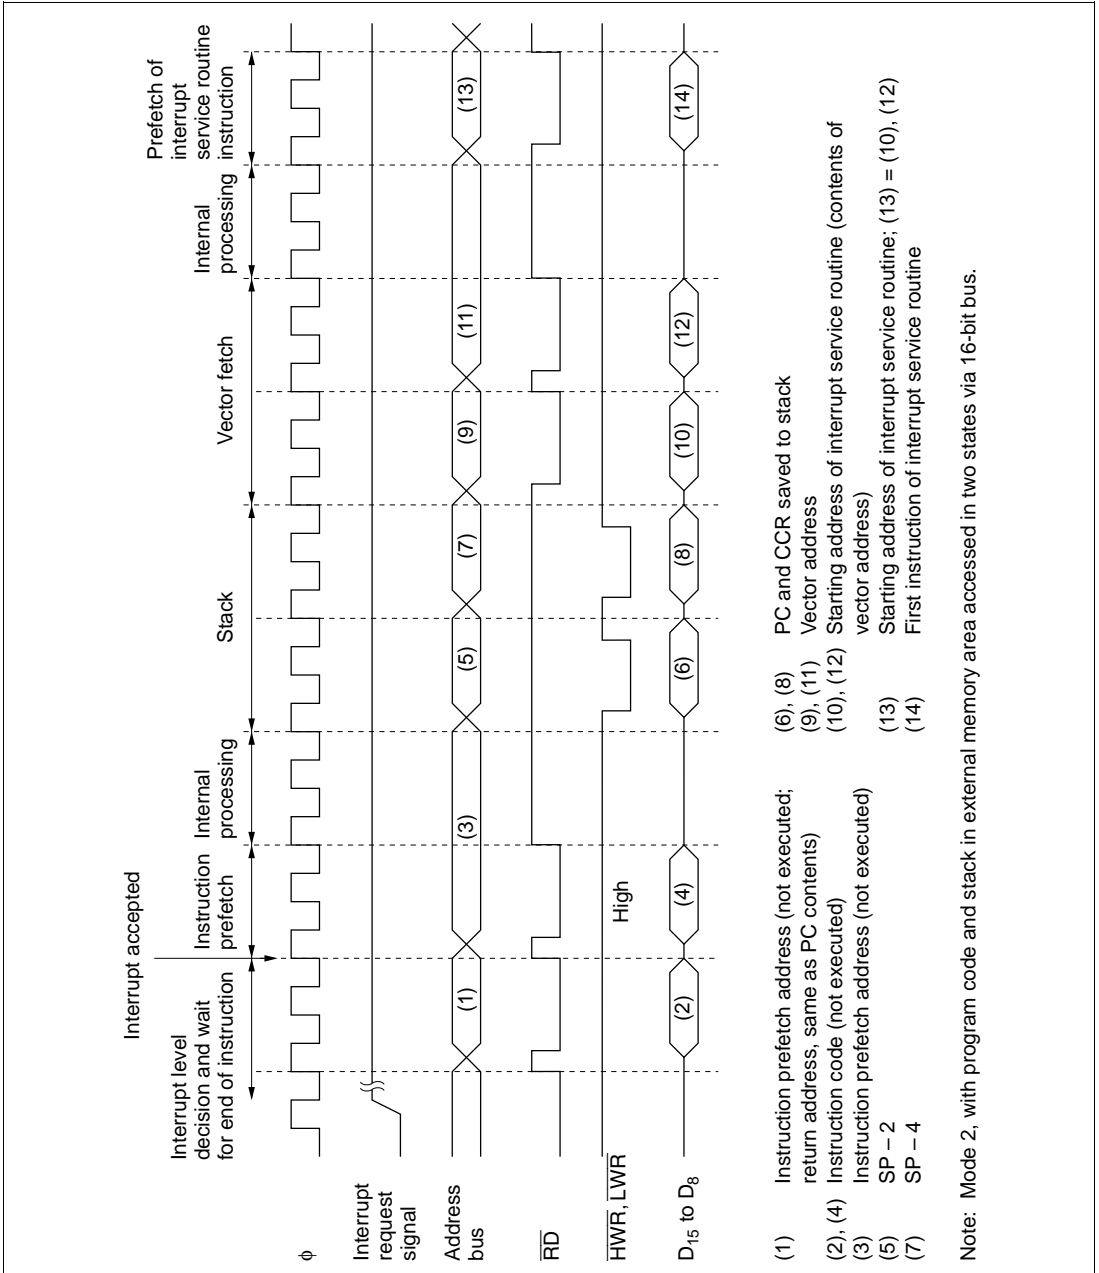 Interrupt accepted
Interrupt level
decision and wait
for end of instruction
Instruction
prefetch
Internal
processing
Stack
Vector fetch
Internal
processing
Prefetch of
interrupt
service routine
instruction
φ
Interrupt
request
signal
Address
bus
(1)
(3)
(5)
(7)
(9)
(11)
(13)
RD
HWR, LWR
High
D15 to D8
(2)
(4)
(6)
(8)
(10)
(12)
(14)
(1) Instruction prefetch address (not executed;
return address, same as PC contents)
(2), (4) Instruction code (not executed)
(3) Instruction prefetch address (not executed)
(5) SP – 2
(7) SP – 4
(6), (8) PC and CCR saved to stack
(9), (11) Vector address
(10), (12) Starting address of interrupt service routine (contents of
vector address)
(13) Starting address of interrupt service routine; (13) = (10), (12)
(14) First instruction of interrupt service routine
Note: Mode 2, with program code and stack in external memory area accessed in two states via 16-bit bus.